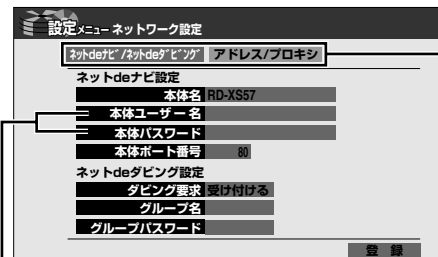 設定メニュー ネットワーク設定
ﾈｯﾄdeﾅﾋﾞ/ﾈｯﾄdeﾀﾞﾋﾞﾝｸﾞ アドレス/プロキシ
ネットdeナビ設定
本体名 RD-XS57
本体ユーザー名
本体パスワード
本体ポート番号 80
ネットdeダビング設定
ダビング要求 受け付ける
グループ名
グループパスワード
登 録